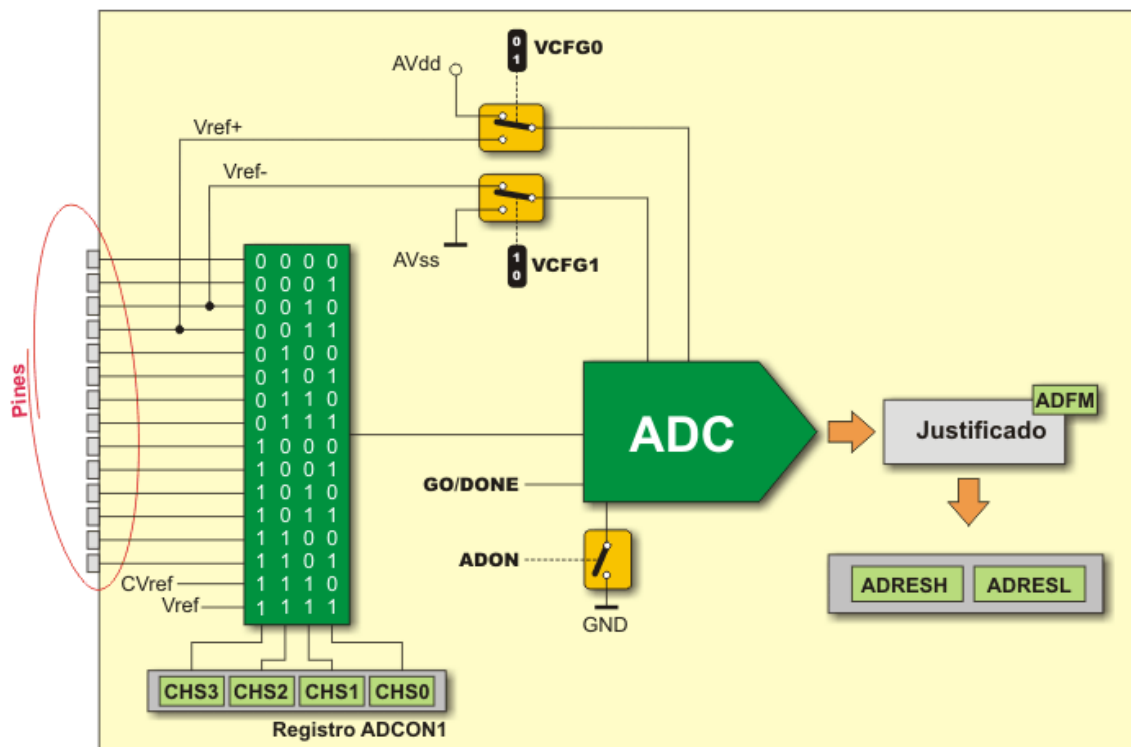 0
1
VCFG0
AVdd
Vref+
Vref-
AVss
1
0
VCFG1
Pines
0 0 0 0
0 0 0 1
0 0 1 0
0 0 1 1
0 1 0 0
0 1 0 1
0 1 1 0
0 1 1 1
1 0 0 0
1 0 0 1
1 0 1 0
1 0 1 1
1 1 0 0
1 1 0 1
CVref 1 1 1 0
Vref 1 1 1 1
CHS3 CHS2 CHS1 CHS0
Registro ADCON1
ADC
GO/DONE
ADON
GND
ADFM
Justificado
ADRESH ADRESL